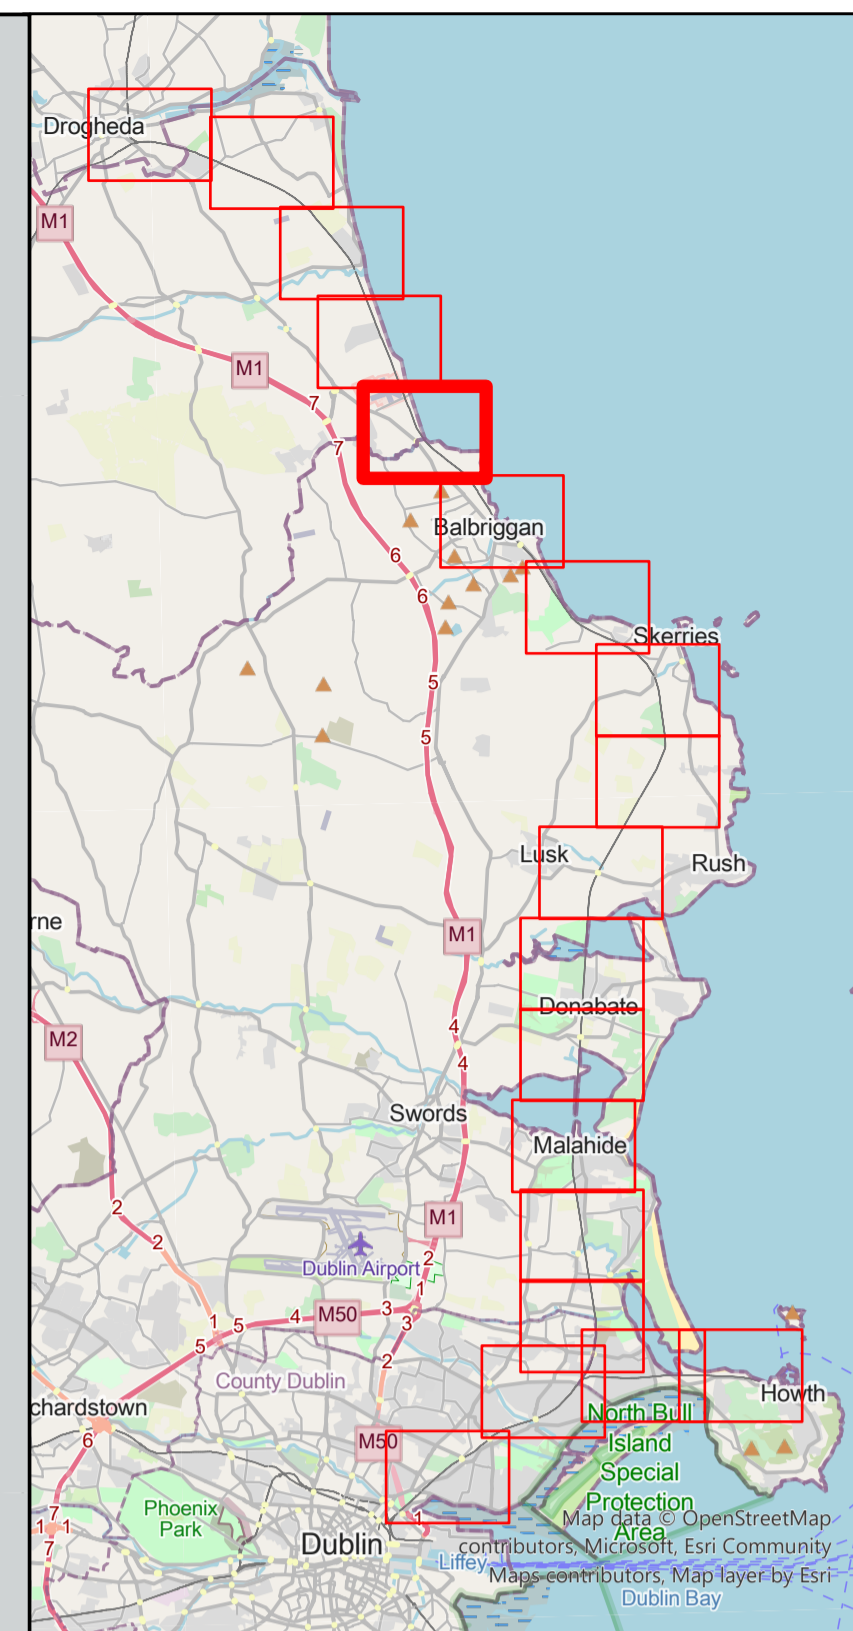 Drogheda
M1
M1
7
7
Balbriggan
6
6
Skerries
5
5
Lusk
Rush
rne
M1
Donabate
M2
4
4
Swords
Malahide
2
2
M1
Dublin Airport
2
1
M50
3
3
4
5
1
5
2
County Dublin
Howth
chardstown
6
M50
North Bull
Island
Special
Protection
Area
Phoenix
Park
7
1 1
7
1
Dublin
Liffey
Map data © OpenStreetMap
contributors, Microsoft, Esri Community
Maps contributors, Map layer by Esri
Dublin Bay